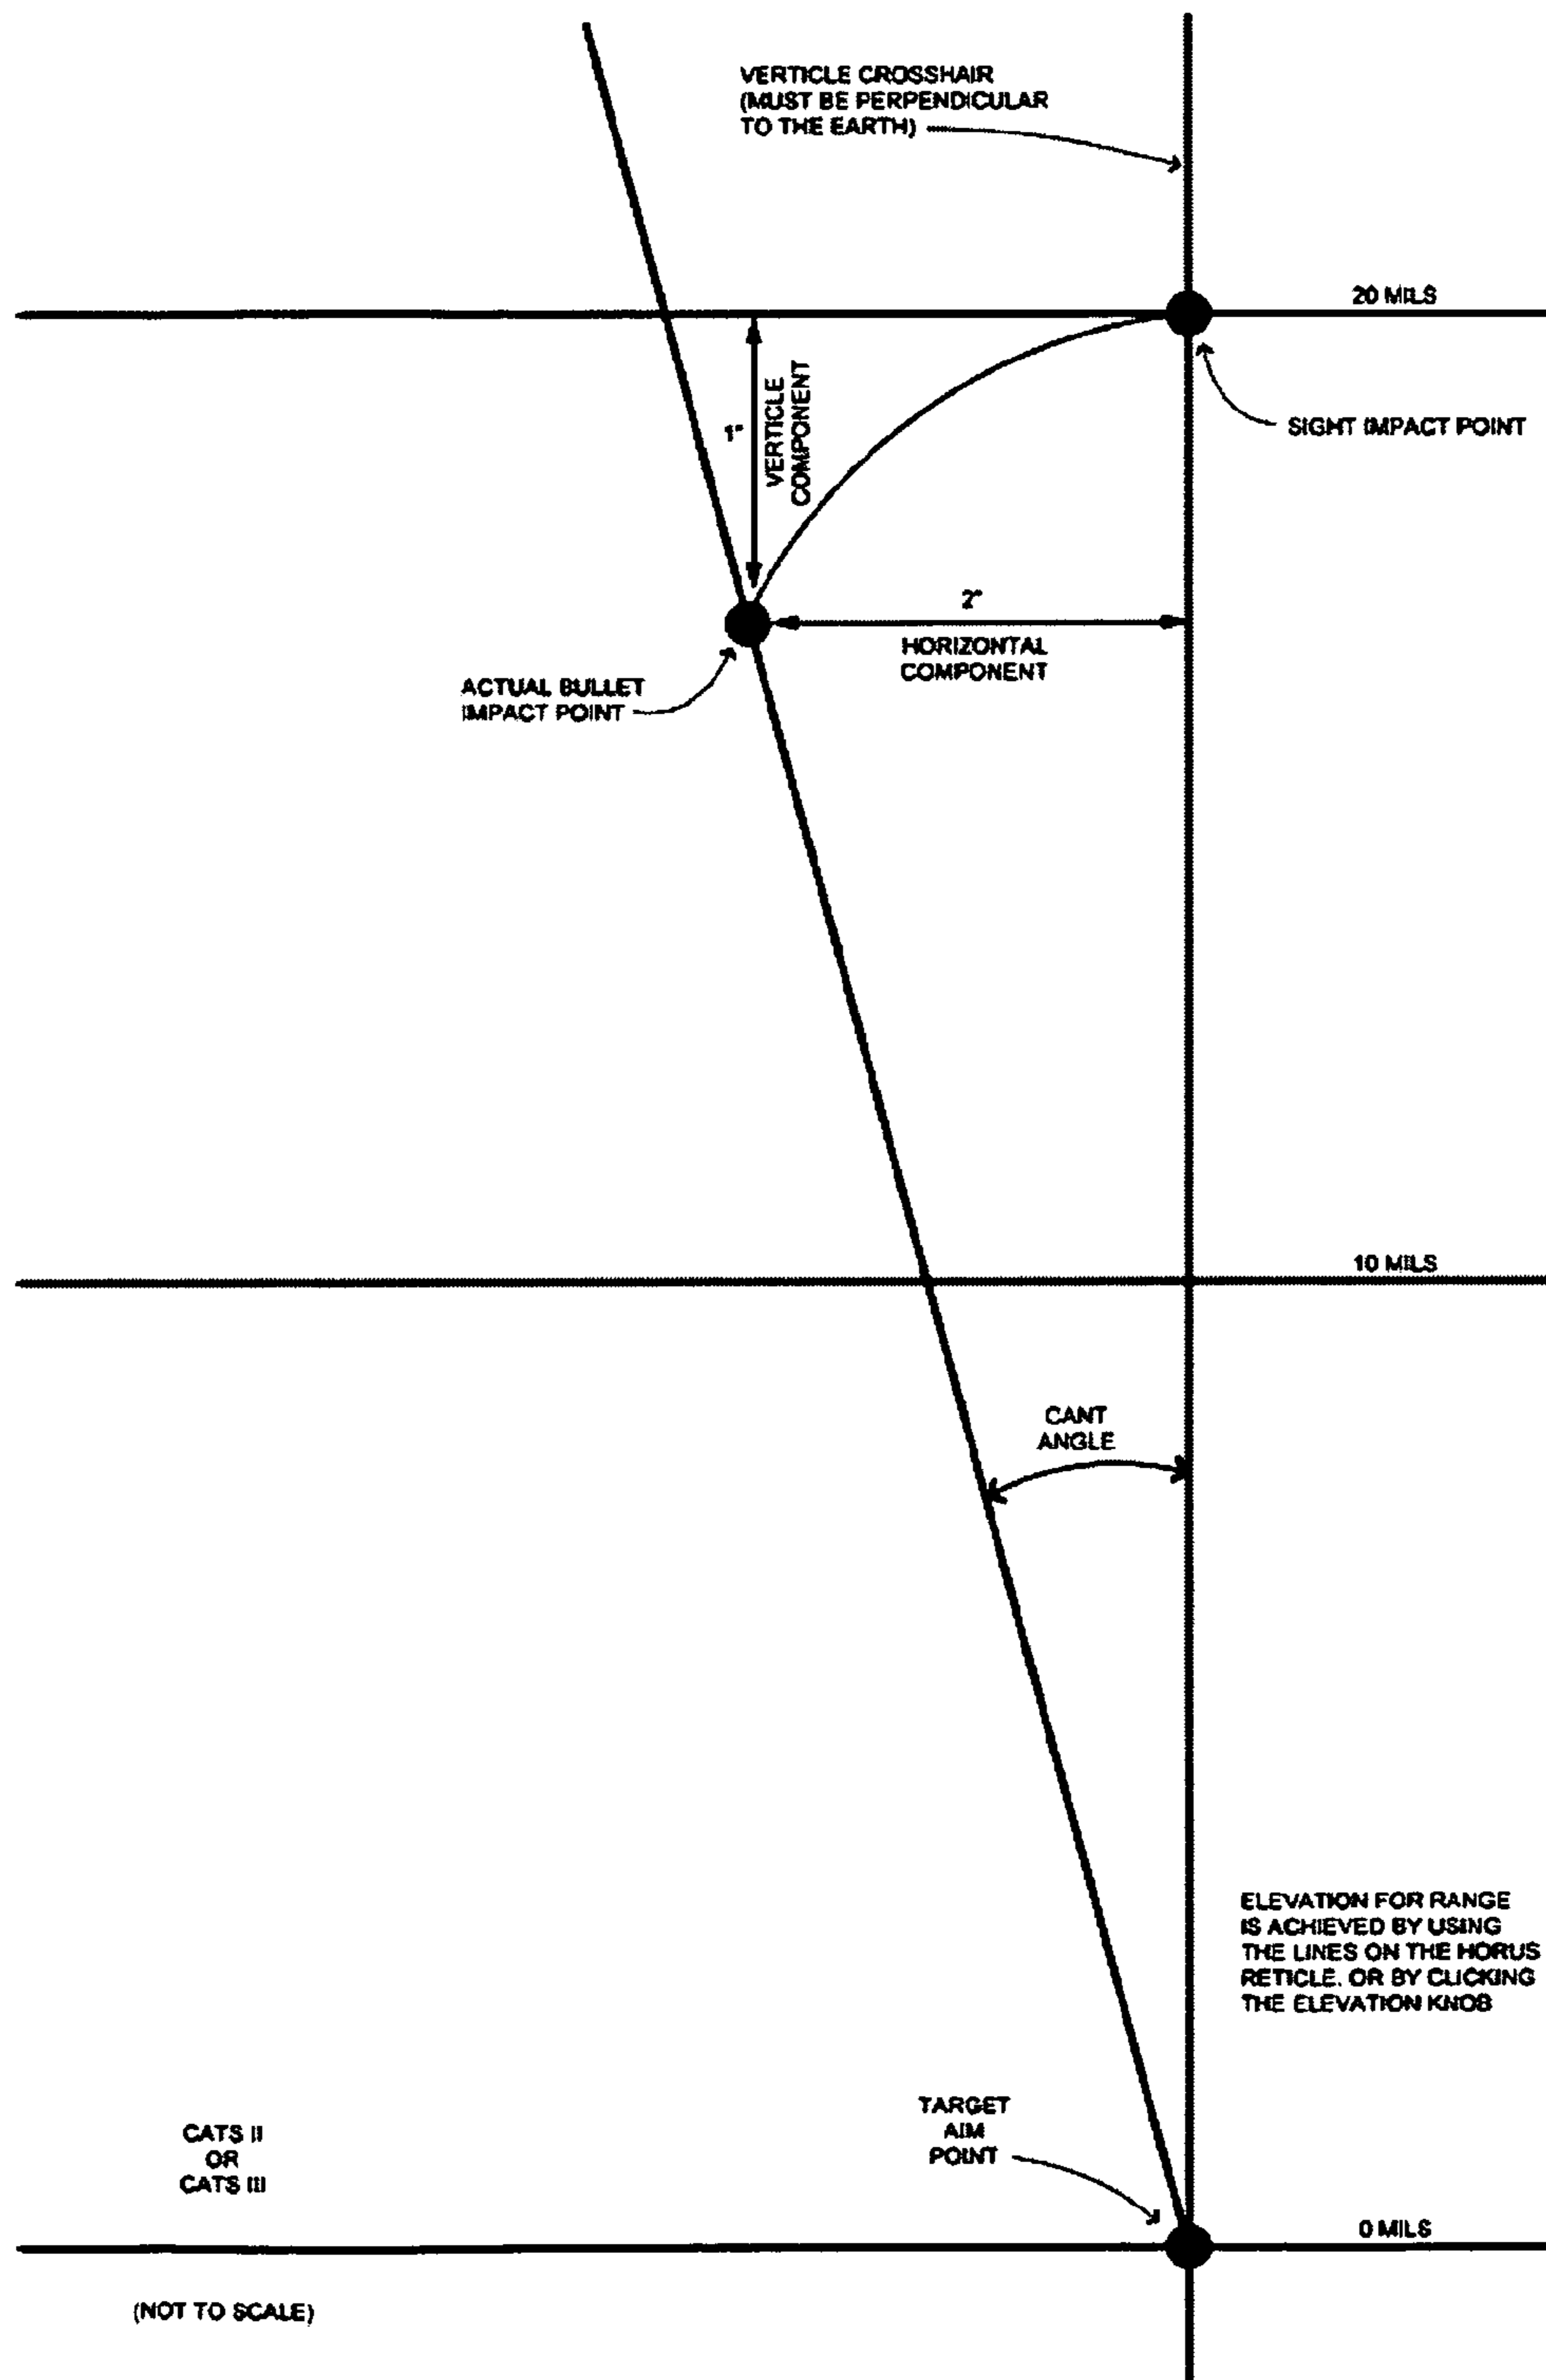 VERTICLE CROSSHAIR
(MUST BE PERPENDICULAR
TO THE EARTH)
20 MILS
1"
VERTICLE
COMPONENT
SIGHT IMPACT POINT
2"
HORIZONTAL
COMPONENT
ACTUAL BULLET
IMPACT POINT
10 MILS
CANT
ANGLE
ELEVATION FOR RANGE
IS ACHIEVED BY USING
THE LINES ON THE HORUS
RETICLE. OR BY CLICKING
THE ELEVATION KNOB
TARGET
AIM
POINT
CATS II
OR
CATS III
0 MILS
(NOT TO SCALE)